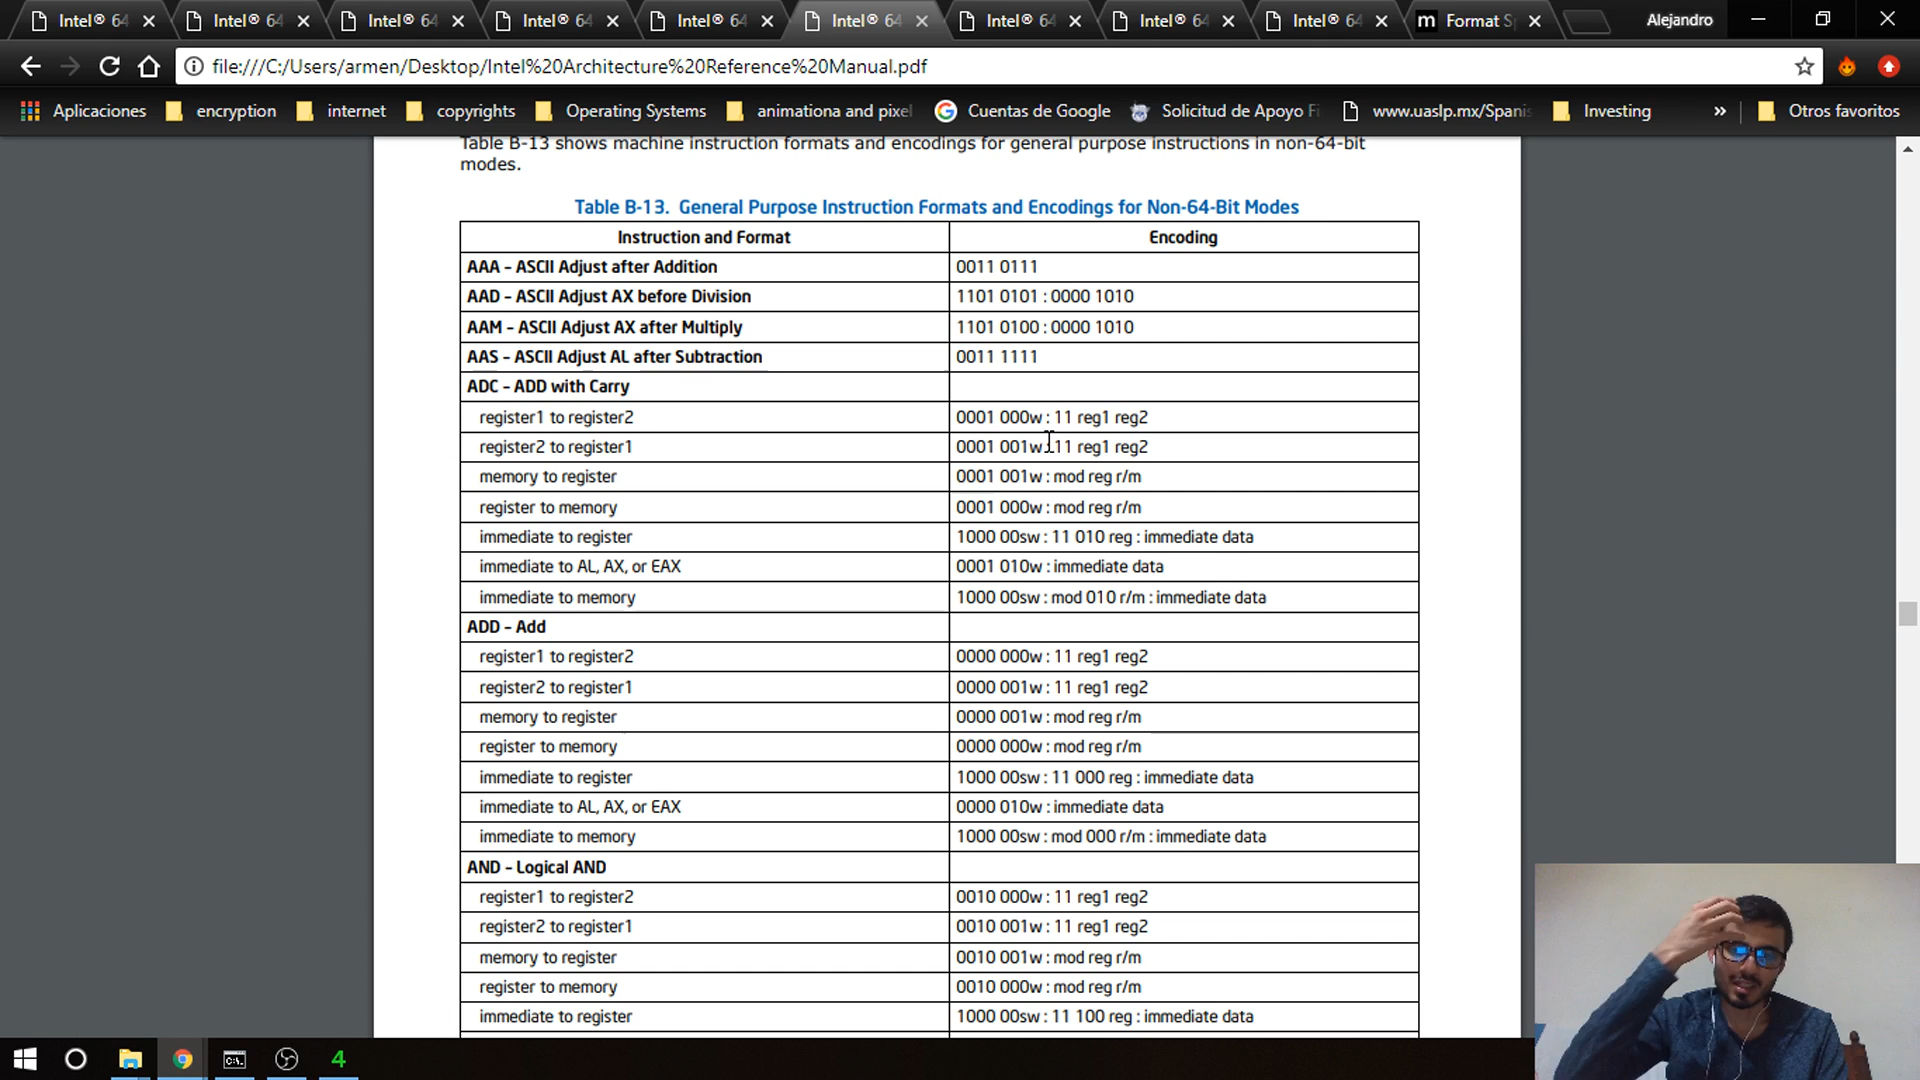 Intel® 64 Intel® 64 Intel® 64 Intel® 64 Intel® 64 Intel® 64 Intel® 64 Intel® 64 Intel® 64 m Format S Alejandro
file:///C:/Users/armen/Desktop/Intel%20Architecture%20Reference%20Manual.pdf
Aplicaciones encryption internet copyrights Operating Systems animationa and pixel Cuentas de Google Solicitud de Apoyo Fi www.uaslp.mx/Spanis Investing » Otros favoritos
Table B-13 shows machine instruction formats and encodings for general purpose instructions in non-64-bit
modes.
Table B-13. General Purpose Instruction Formats and Encodings for Non-64-Bit Modes
Instruction and Format Encoding
AAA – ASCII Adjust after Addition 0011 0111
AAD – ASCII Adjust AX before Division 1101 0101 : 0000 1010
AAM – ASCII Adjust AX after Multiply 1101 0100 : 0000 1010
AAS – ASCII Adjust AL after Subtraction 0011 1111
ADC – ADD with Carry
register1 to register2 0001 000w : 11 reg1 reg2
register2 to register1 0001 001w : 11 reg1 reg2
memory to register 0001 001w : mod reg r/m
register to memory 0001 000w : mod reg r/m
immediate to register 1000 00sw : 11 010 reg : immediate data
immediate to AL, AX, or EAX 0001 010w : immediate data
immediate to memory 1000 00sw : mod 010 r/m : immediate data
ADD – Add
register1 to register2 0000 000w : 11 reg1 reg2
register2 to register1 0000 001w : 11 reg1 reg2
memory to register 0000 001w : mod reg r/m
register to memory 0000 000w : mod reg r/m
immediate to register 1000 00sw : 11 000 reg : immediate data
immediate to AL, AX, or EAX 0000 010w : immediate data
immediate to memory 1000 00sw : mod 000 r/m : immediate data
AND – Logical AND
register1 to register2 0010 000w : 11 reg1 reg2
register2 to register1 0010 001w : 11 reg1 reg2
memory to register 0010 001w : mod reg r/m
register to memory 0010 000w : mod reg r/m
immediate to register 1000 00sw : 11 100 reg : immediate data
4